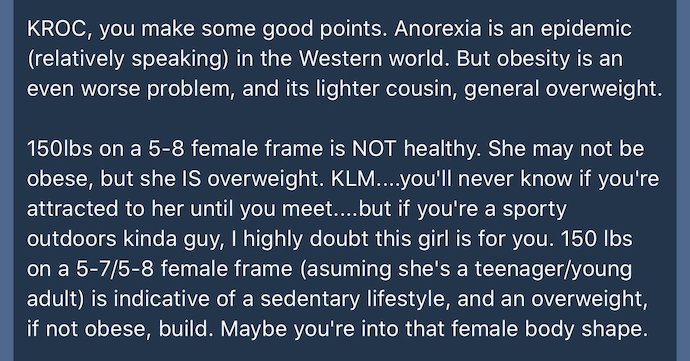 KROC, you make some good points. Anorexia is an epidemic
(relatively speaking) in the Western world. But obesity is an
even worse problem, and its lighter cousin, general overweight.
150lbs on a 5-8 female frame is NOT healthy. She may not be
obese, but she IS overweight. KLM....you'll never know if you're
attracted to her until you meet....but if you're a sporty
outdoors kinda guy, I highly doubt this girl is for you. 150 lbs
on a 5-7/5-8 female frame (asuming she's a teenager/young
adult) is indicative of a sedentary lifestyle, and an overweight,
if not obese, build. Maybe you're into that female body shape.